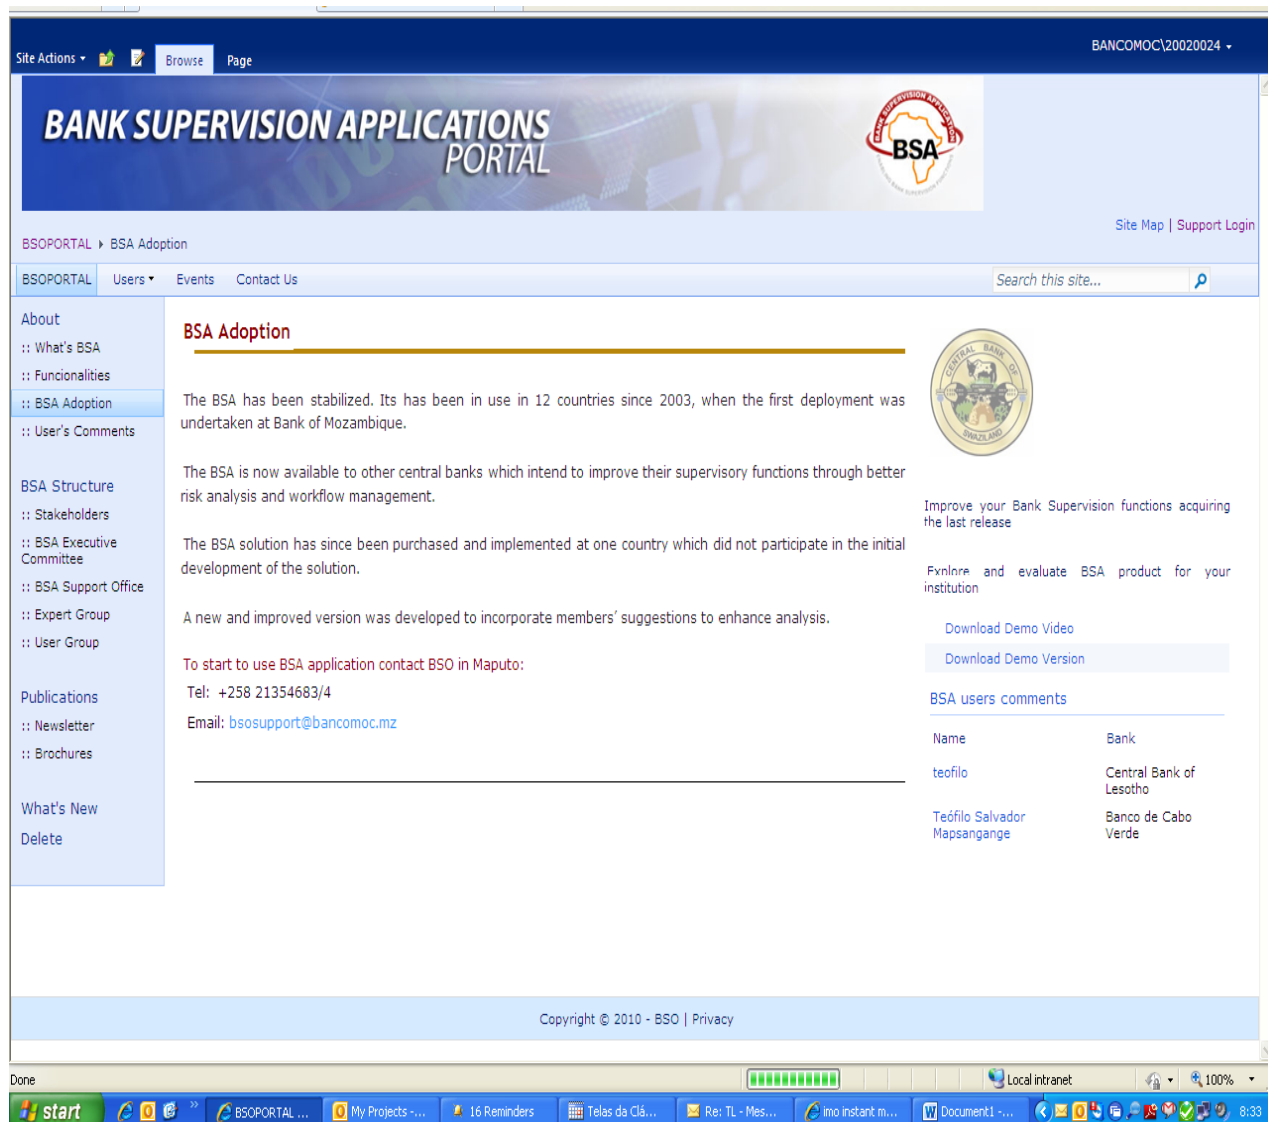 BANCOMOC\20020024
Site Actions
Browse
Page
BANK SUPERVISION APPLICATIONS
PORTAL
BANK SUPERVISION APPLICATION
BSA
Site Map | Support Login
BSOPORTAL
BSA Adoption
BSOPORTAL
Users
Events
Contact Us
Search this site...
About
:: What's BSA
:: Funcionalities
:: BSA Adoption
:: User's Comments
BSA Structure
:: Stakeholders
:: BSA Executive
Committee
:: BSA Support Office
:: Expert Group
:: User Group
Publications
:: Newsletter
:: Brochures
What's New
Delete
BSA Adoption
The BSA has been stabilized. Its has been in use in 12 countries since 2003, when the first deployment was
undertaken at Bank of Mozambique.
The BSA is now available to other central banks which intend to improve their supervisory functions through better
risk analysis and workflow management.
The BSA solution has since been purchased and implemented at one country which did not participate in the initial
development of the solution.
A new and improved version was developed to incorporate members' suggestions to enhance analysis.
To start to use BSA application contact BSO in Maputo:
Tel: +258 21354683/4
Email: bsosupport@bancomoc.mz
CENTRAL BANK OF
SWAZILAND
Improve your Bank Supervision functions acquiring
the last release
Explore and evaluate BSA product for your
institution
Download Demo Video
Download Demo Version
BSA users comments
Name
Bank
teofilo
Central Bank of
Lesotho
Teófilo Salvador
Mapsangange
Banco de Cabo
Verde
Copyright © 2010 - BSO | Privacy
Done
Local intranet
100%
start
BSOPORTAL ...
My Projects -...
16 Reminders
Telas da Clá...
Re: TL - Mes...
imo instant m...
Document1 -...
8:33